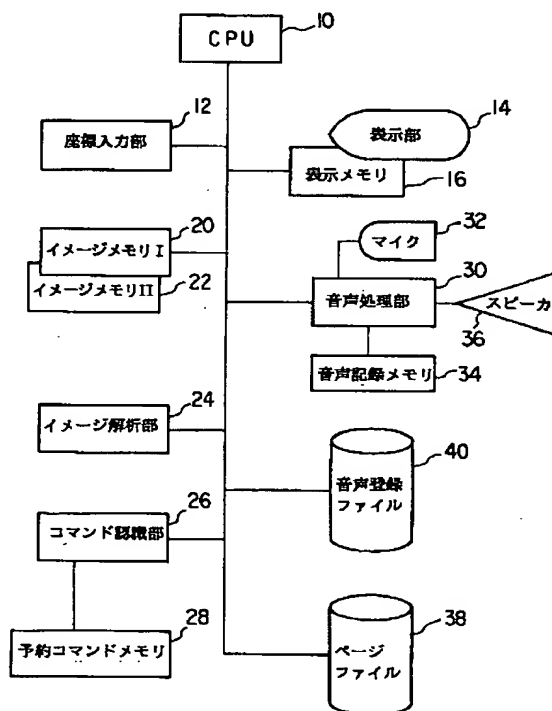 CPU
10
12
座標入力部
表示部
14
表示メモリ
16
20
イメージメモリI
イメージメモリII
22
マイク
32
30
音声処理部
スピーカ
36
音声記録メモリ
34
24
イメージ解析部
40
音声登録
ファイル
26
コマンド認識部
28
予約コマンドメモリ
38
ページ
ファイル